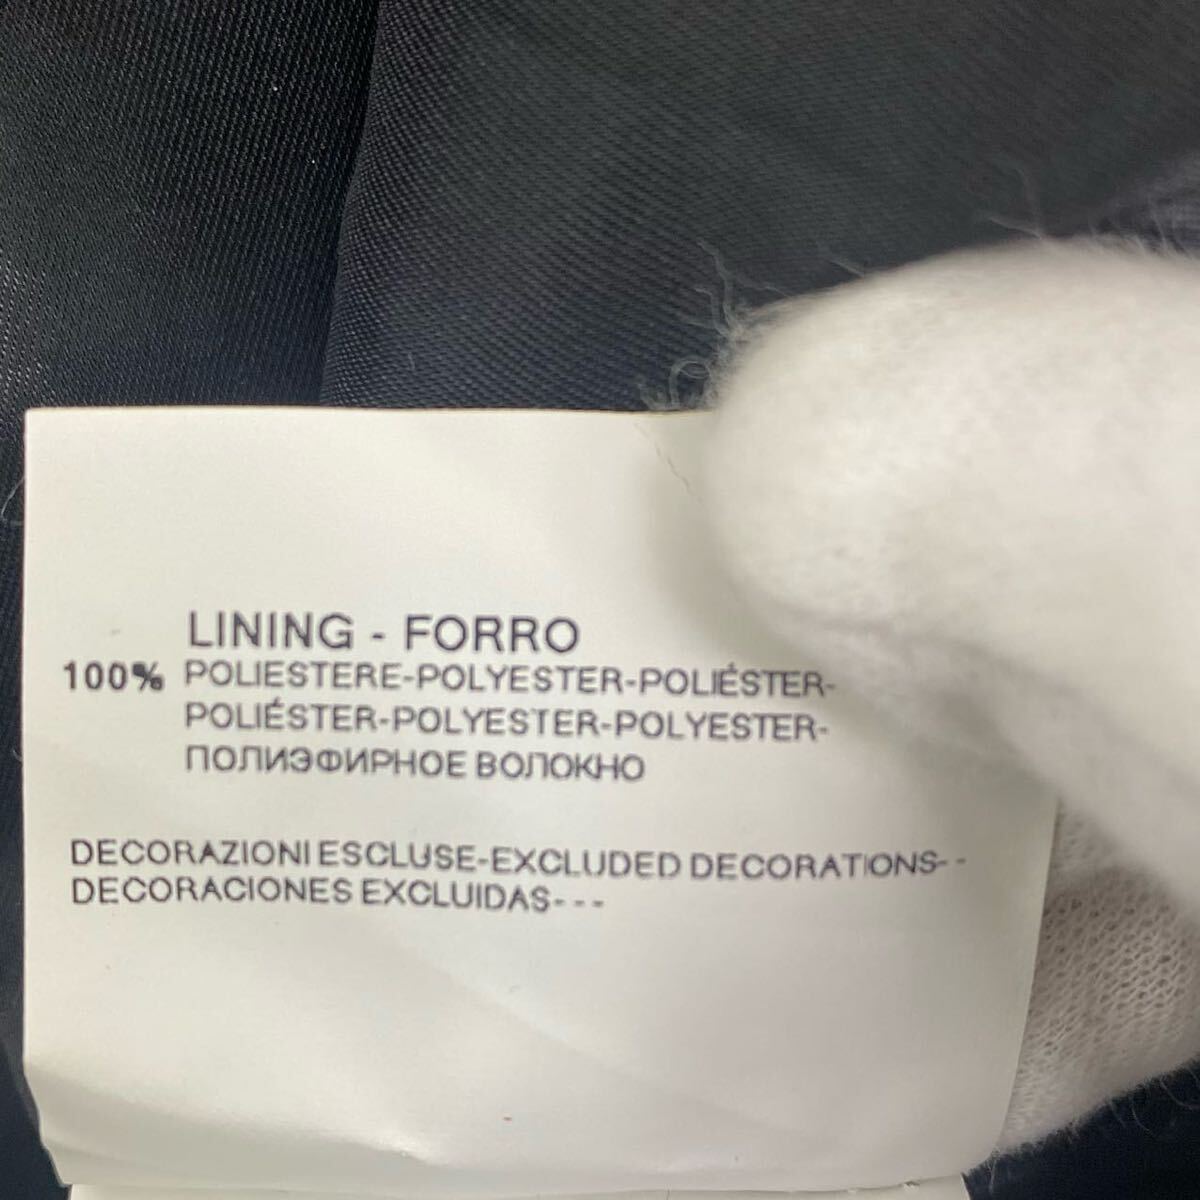 LINING - FORRO
100% POLIESTERE-POLYESTER-POLIÉSTER-
POLIÉSTER-POLYESTER-POLYESTER-
ПОЛИЭФИРНОЕ ВОЛОКНО
DECORAZIONI ESCLUSE-EXCLUDED DECORATIONS- -
DECORACIONES EXCLUIDAS- - -